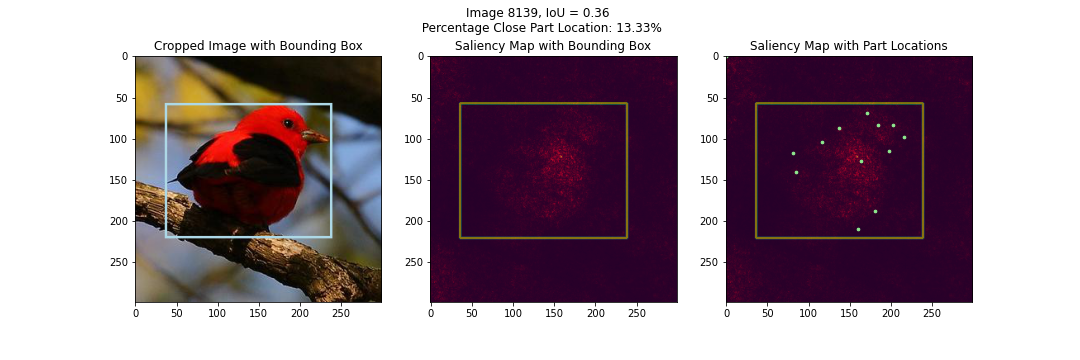 Image 8139, IoU = 0.36
Percentage Close Part Location: 13.33%
Cropped Image with Bounding Box
Saliency Map with Bounding Box
Saliency Map with Part Locations
0
50
100
150
200
250
0 50 100 150 200 250
0
50
100
150
200
250
0 50 100 150 200 250
0
50
100
150
200
250
0 50 100 150 200 250